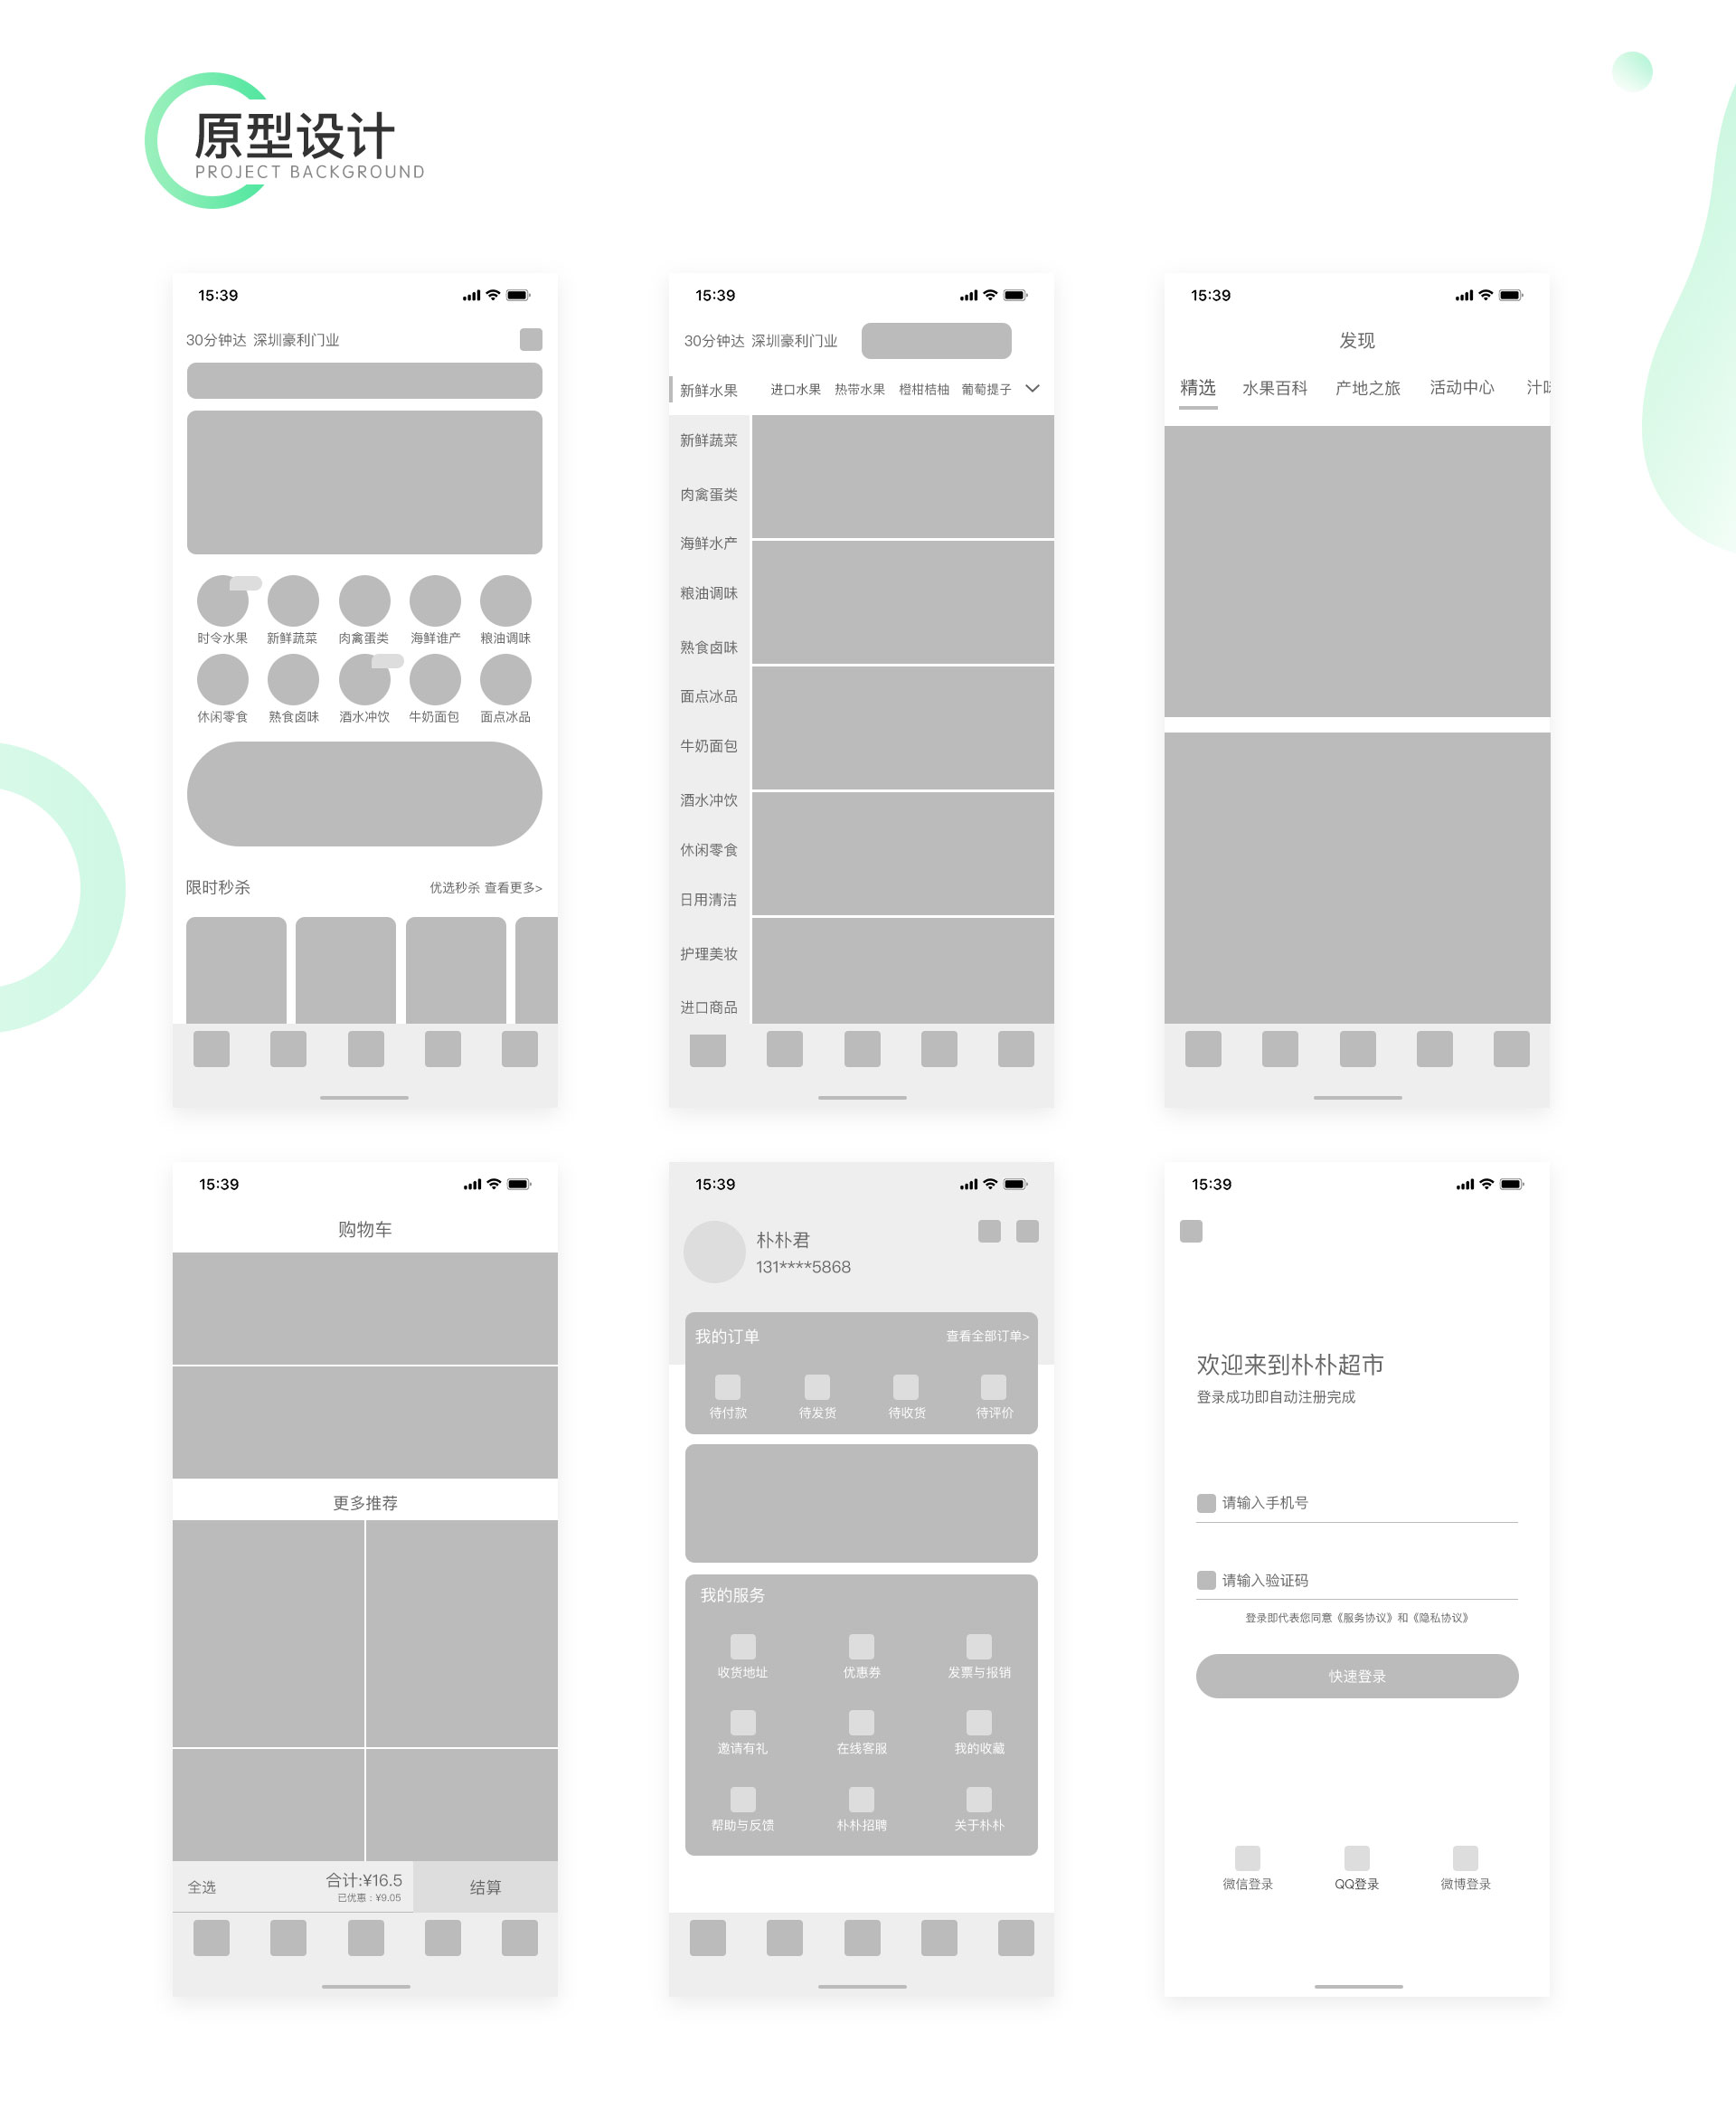 原型设计
PROJECT BACKGROUND
15:39
30分钟达 深圳豪利门业
时令水果 新鲜蔬菜 肉禽蛋类 海鲜谁产 粮油调味
休闲零食 熟食卤味 酒水冲饮 牛奶面包 面点冰品
限时秒杀 优选秒杀 查看更多>
15:39
30分钟达 深圳豪利门业
新鲜水果 进口水果 热带水果 橙柑桔柚 葡萄提子
新鲜蔬菜
肉禽蛋类
海鲜水产
粮油调味
熟食卤味
面点冰品
牛奶面包
酒水冲饮
休闲零食
日用清洁
护理美妆
进口商品
15:39
发现
精选 水果百科 产地之旅 活动中心 汁味
15:39
购物车
更多推荐
全选 合计:¥16.5 结算
已优惠：¥9.05
15:39
朴朴君
131****5868
我的订单 查看全部订单>
待付款 待发货 待收货 待评价
我的服务
收货地址 优惠券 发票与报销
邀请有礼 在线客服 我的收藏
帮助与反馈 朴朴招聘 关于朴朴
15:39
欢迎来到朴朴超市
登录成功即自动注册完成
请输入手机号
请输入验证码
登录即代表您同意《服务协议》和《隐私协议》
快速登录
微信登录 QQ登录 微博登录